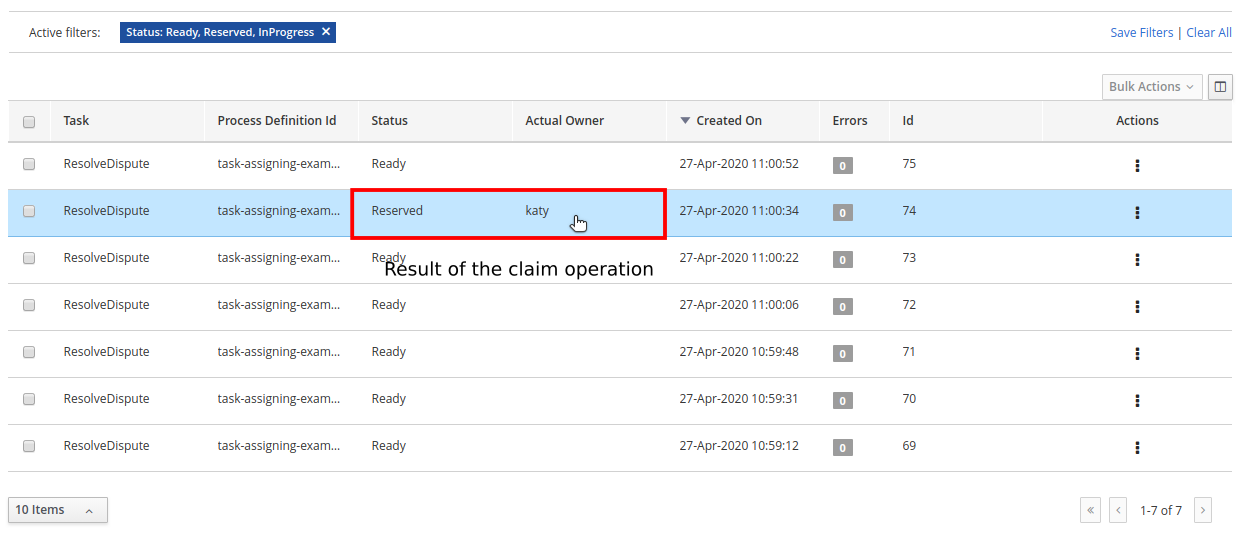 Active filters: Status: Ready, Reserved, InProgress ✕ Save Filters | Clear All
Bulk Actions
Task Process Definition Id Status Actual Owner Created On Errors Id Actions
ResolveDispute task-assigning-exam... Ready 27-Apr-2020 11:00:52 0 75
ResolveDispute task-assigning-exam... Reserved katy 27-Apr-2020 11:00:34 0 74
ResolveDispute task-assigning-exam... Ready 27-Apr-2020 11:00:22 0 73
Result of the claim operation
ResolveDispute task-assigning-exam... Ready 27-Apr-2020 11:00:06 0 72
ResolveDispute task-assigning-exam... Ready 27-Apr-2020 10:59:48 0 71
ResolveDispute task-assigning-exam... Ready 27-Apr-2020 10:59:31 0 70
ResolveDispute task-assigning-exam... Ready 27-Apr-2020 10:59:12 0 69
10 Items « ‹ 1-7 of 7 ›